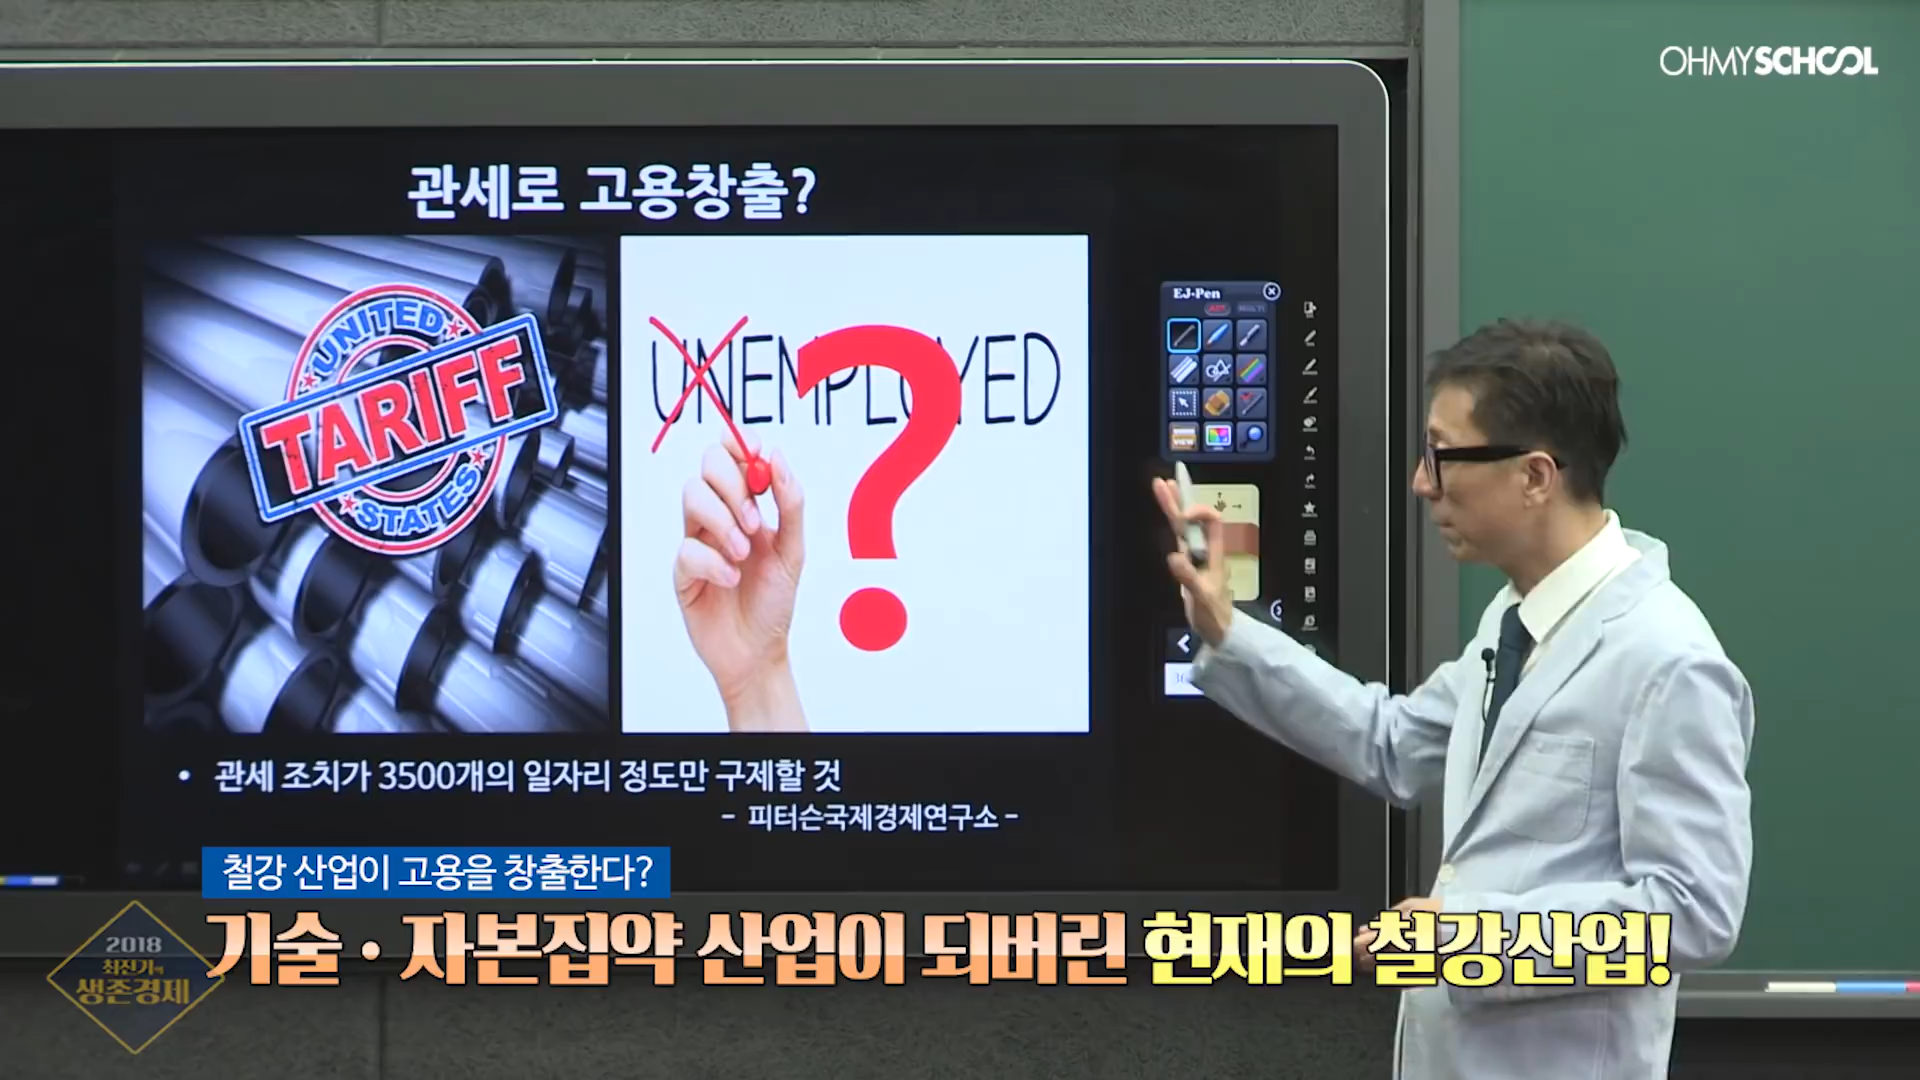 OHMYSCHOOL
관세로 고용창출?
UNITED
TARIFF
STATES
UNEMPLOYED
?
EJ-Pen
VIEW
• 관세 조치가 3500개의 일자리 정도만 구제할 것
- 피터슨국제경제연구소 -
철강 산업이 고용을 창출한다?
기술 · 자본집약 산업이 되버린 현재의 철강산업!
2018
최진기의
생존경제